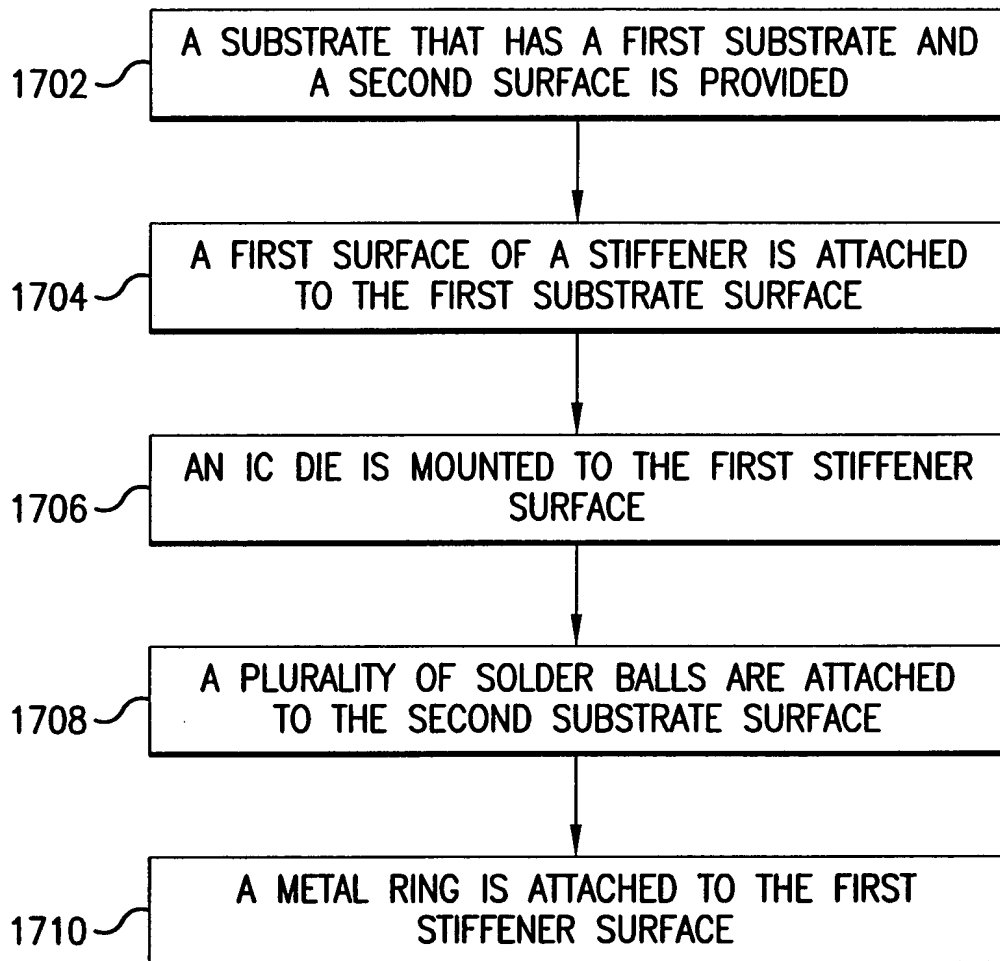 A SUBSTRATE THAT HAS A FIRST SUBSTRATE AND
1702
A SECOND SURFACE IS PROVIDED
A FIRST SURFACE OF A STIFFENER IS ATTACHED
1704
TO THE FIRST SUBSTRATE SURFACE
AN IC DIE IS MOUNTED TO THE FIRST STIFFENER
1706
SURFACE
A PLURALITY OF SOLDER BALLS ARE ATTACHED
1708
TO THE SECOND SUBSTRATE SURFACE
A METAL RING IS ATTACHED TO THE FIRST
1710
STIFFENER SURFACE